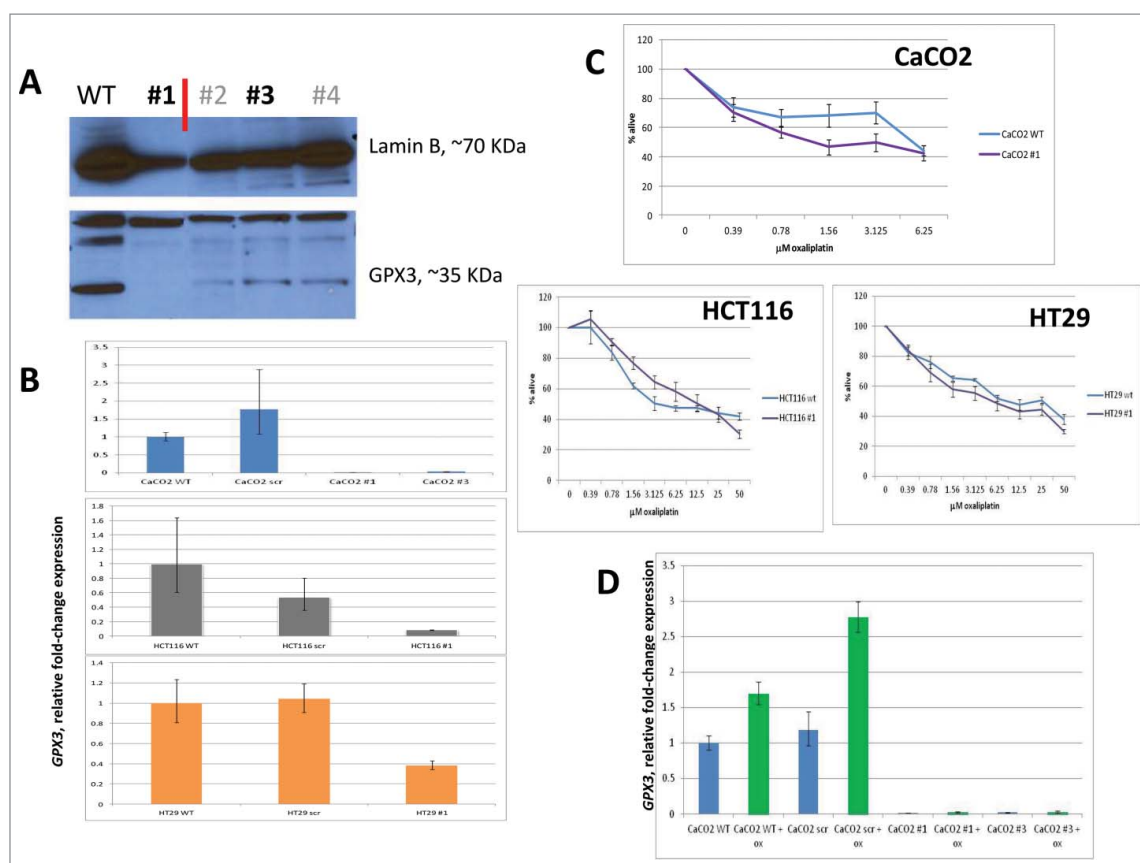 A
WT #1 #2 #3 #4
Lamin B, ~70 KDa
GPX3, ~35 KDa
B
GPX3, relative fold-change expression
3.5
3
2.5
2
1.5
1
0.5
0
CaCO2 WT CaCO2 scr CaCO2 #1 CaCO2 #3
1.8
1.6
1.4
1.2
1
0.8
0.6
0.4
0.2
0
HCT116 WT HCT116 scr HCT116 #1
1.4
1.2
1
0.8
0.6
0.4
0.2
0
HT29 WT HT29 scr HT29 #1
C
CaCO2
% alive
120
100
80
60
40
20
0
0 0.39 0.78 1.56 3.125 6.25
μM oxaliplatin
CaCO2 WT
CaCO2 #1
HCT116
% alive
120
100
80
60
40
20
0
0 0.39 0.78 1.56 3.125 6.25 12.5 25 50
μM oxaliplatin
HCT116 wt
HCT116 #1
HT29
% alive
120
100
80
60
40
20
0
0 0.39 0.78 1.56 3.125 6.25 12.5 25 50
μM oxaliplatin
HT29 wt
HT29 #1
D
GPX3, relative fold-change expression
3.5
3
2.5
2
1.5
1
0.5
0
CaCO2 WT CaCO2 WT + CaCO2 scr CaCO2 scr + CaCO2 #1 CaCO2 #1 + CaCO2 #3 CaCO2 #3 +
ox ox ox ox